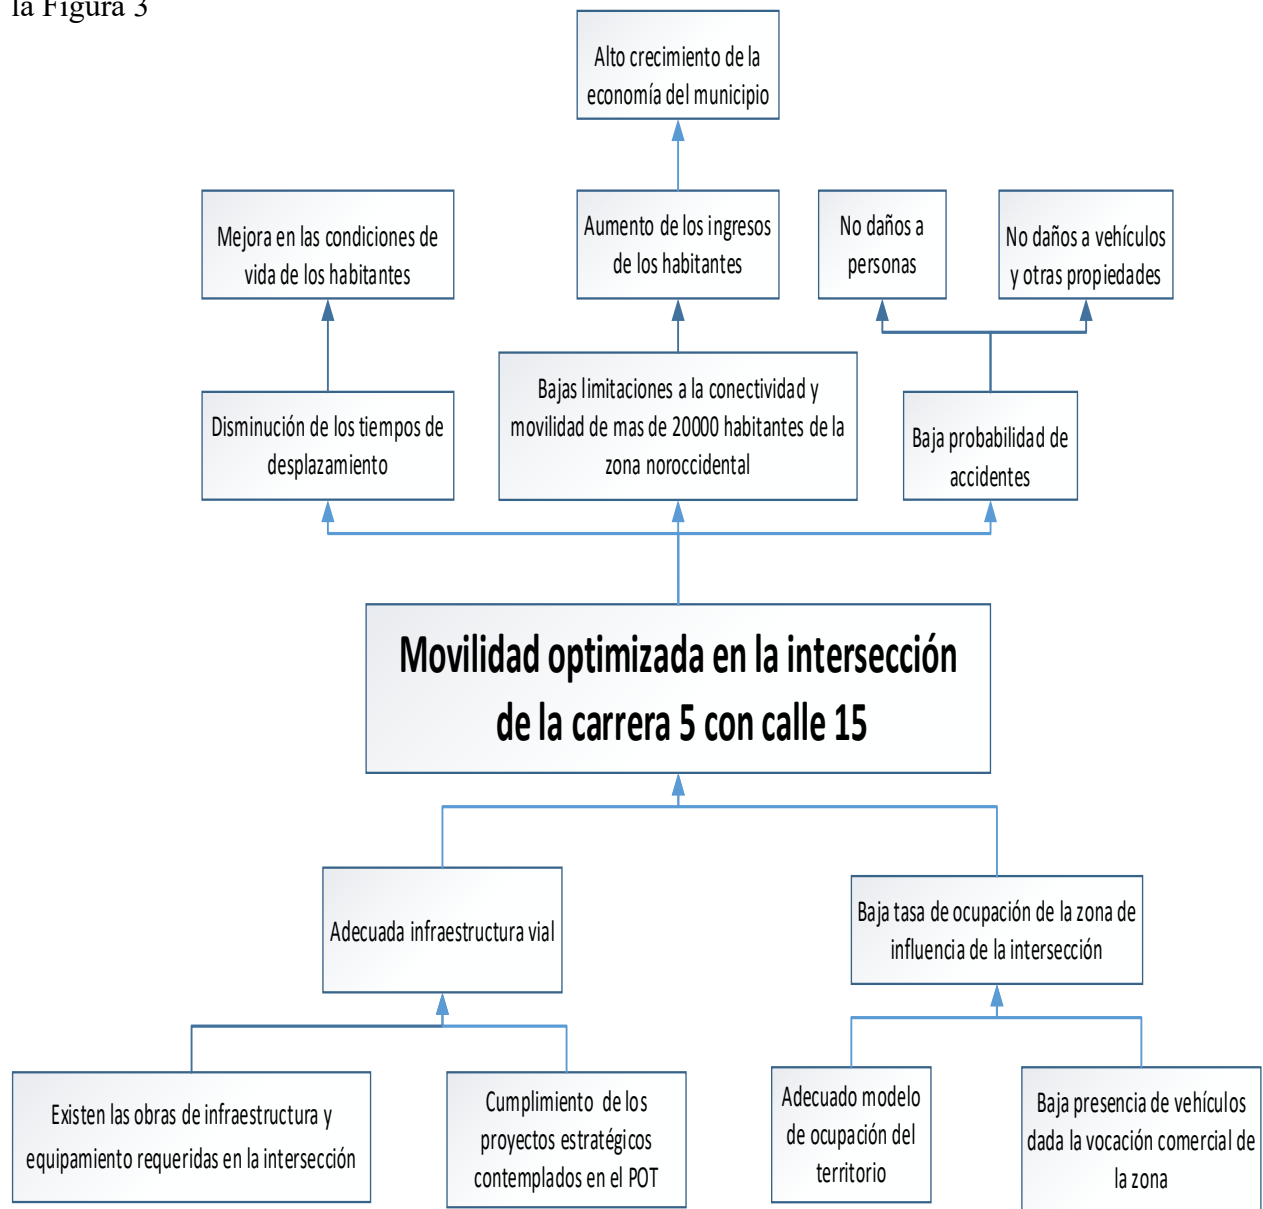 la Figura 3
Alto crecimiento de la
economía del municipio
Mejora en las condiciones de
vida de los habitantes
Aumento de los ingresos
de los habitantes
No daños a
personas
No daños a vehículos
y otras propiedades
Disminución de los tiempos de
desplazamiento
Bajas limitaciones a la conectividad y
movilidad de mas de 20000 habitantes de la
zona noroccidental
Baja probabilidad de
accidentes
Movilidad optimizada en la intersección
de la carrera 5 con calle 15
Adecuada infraestructura vial
Baja tasa de ocupación de la zona de
influencia de la intersección
Existen las obras de infraestructura y
equipamiento requeridas en la intersección
Cumplimiento de los
proyectos estratégicos
contemplados en el POT
Adecuado modelo
de ocupación del
territorio
Baja presencia de vehículos
dada la vocación comercial de
la zona